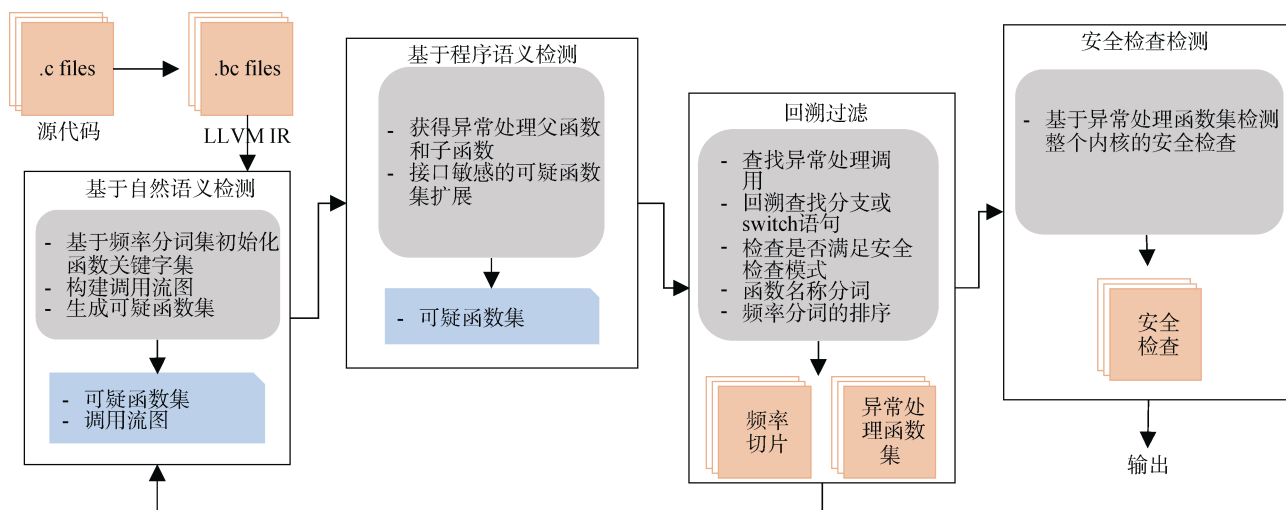 .c files
源代码
.bc files
LLVM IR
基于自然语义检测
- 基于频率分词集初始化
函数关键字集
- 构建调用流图
- 生成可疑函数集
- 可疑函数集
- 调用流图
基于程序语义检测
- 获得异常处理父函数
和子函数
- 接口敏感的可疑函数
集扩展
- 可疑函数集
回溯过滤
- 查找异常处理调
用
- 回溯查找分支或
switch语句
- 检查是否满足安全
检查模式
- 函数名称分词
- 频率分词的排序
频率
切片
异常处
理函数
集
安全检查检测
- 基于异常处理函数集检测
整个内核的安全检查
安全
检查
输出